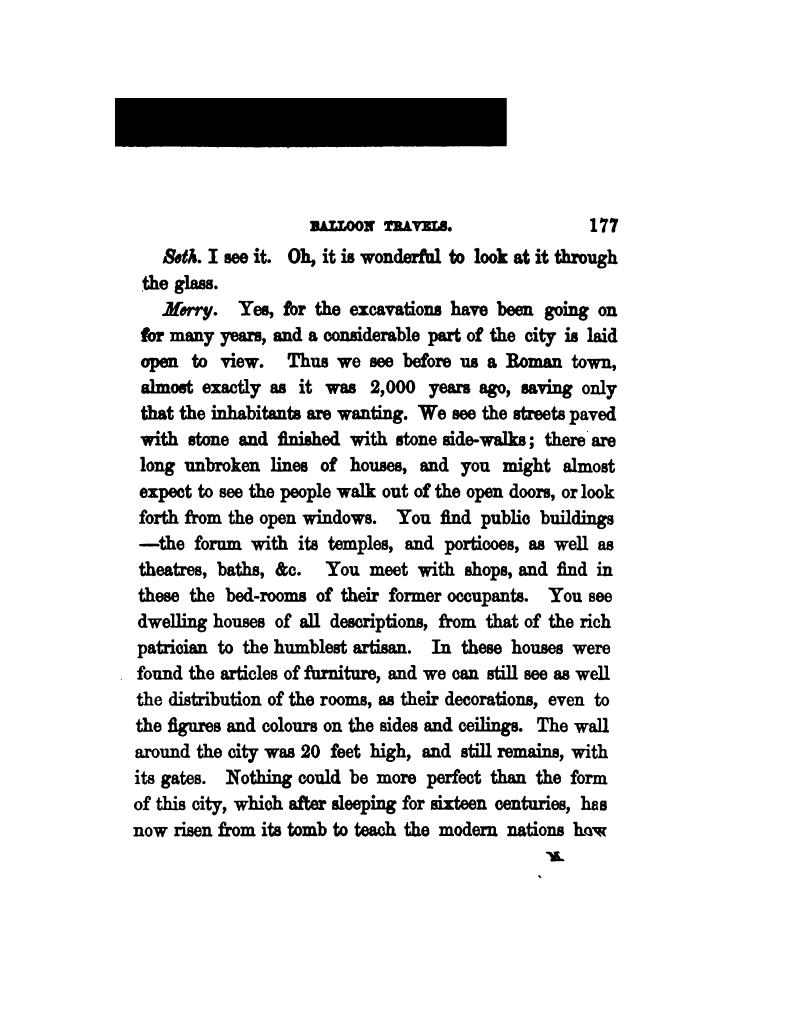 BALLOON TRAVELS. 177
Seth. I see it. Oh, it is wonderful to look at it through
the glass.
Merry. Yes, for the excavations have been going on
for many years, and a considerable part of the city is laid
open to view. Thus we see before us a Roman town,
almost exactly as it was 2,000 years ago, saving only
that the inhabitants are wanting. We see the streets paved
with stone and finished with stone side-walks; there are
long unbroken lines of houses, and you might almost
expect to see the people walk out of the open doors, or look
forth from the open windows. You find public buildings
—the forum with its temples, and porticoes, as well as
theatres, baths, &c. You meet with shops, and find in
these the bed-rooms of their former occupants. You see
dwelling houses of all descriptions, from that of the rich
patrician to the humblest artisan. In these houses were
found the articles of furniture, and we can still see as well
the distribution of the rooms, as their decorations, even to
the figures and colours on the sides and ceilings. The wall
around the city was 20 feet high, and still remains, with
its gates. Nothing could be more perfect than the form
of this city, which after sleeping for sixteen centuries, has
now risen from its tomb to teach the modern nations how
M